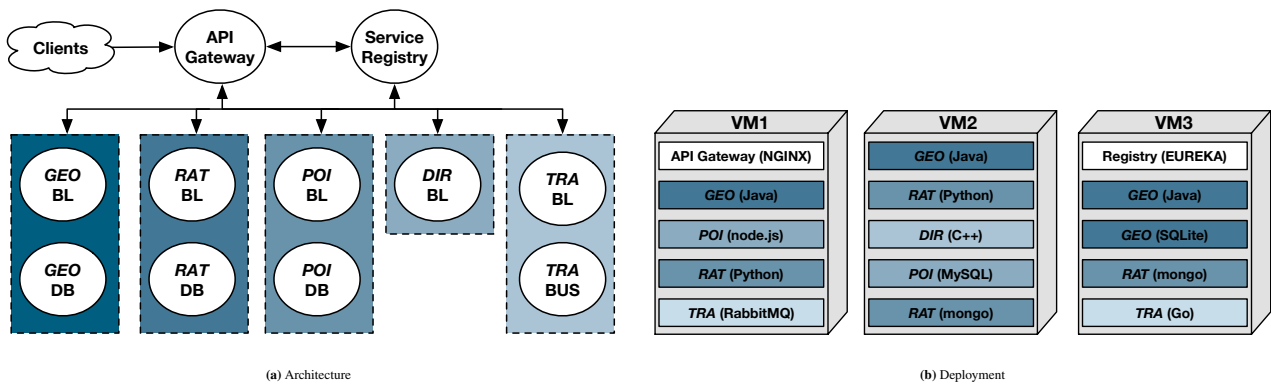 Clients
API
Gateway
Service
Registry
GEO
BL
RAT
BL
POI
BL
DIR
BL
TRA
BL
GEO
DB
RAT
DB
POI
DB
TRA
BUS
(a) Architecture
VM1
API Gateway (NGINX)
GEO (Java)
POI (node.js)
RAT (Python)
TRA (RabbitMQ)
VM2
GEO (Java)
RAT (Python)
DIR (C++)
POI (MySQL)
RAT (mongo)
VM3
Registry (EUREKA)
GEO (Java)
GEO (SQLite)
RAT (mongo)
TRA (Go)
(b) Deployment